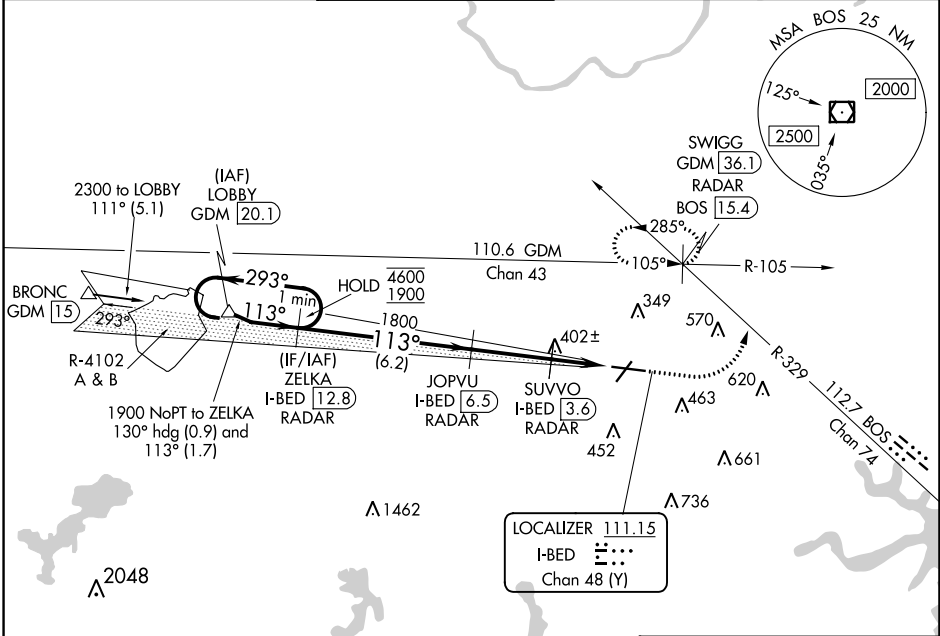 MSA BOS 25 NM
125°
2000
2500
035°
SWIGG
GDM 36.1
RADAR
BOS 15.4
(IAF)
LOBBY
GDM 20.1
2300 to LOBBY
111° (5.1)
285°
105°
110.6 GDM
Chan 43
R-105
BRONC
GDM 15
293°
293°
1 min
113°
HOLD 4600
1900
1800
113°
(6.2)
349
570
402±
R-4102
A & B
(IF/IAF)
ZELKA
I-BED 12.8
RADAR
JOPVU
I-BED 6.5
RADAR
SUVVO
I-BED 3.6
RADAR
R-329
620
463
112.7 BOS
Chan 74
1900 NoPT to ZELKA
130° hdg (0.9) and
113° (1.7)
452
661
736
1462
LOCALIZER 111.15
I-BED
Chan 48 (Y)
2048